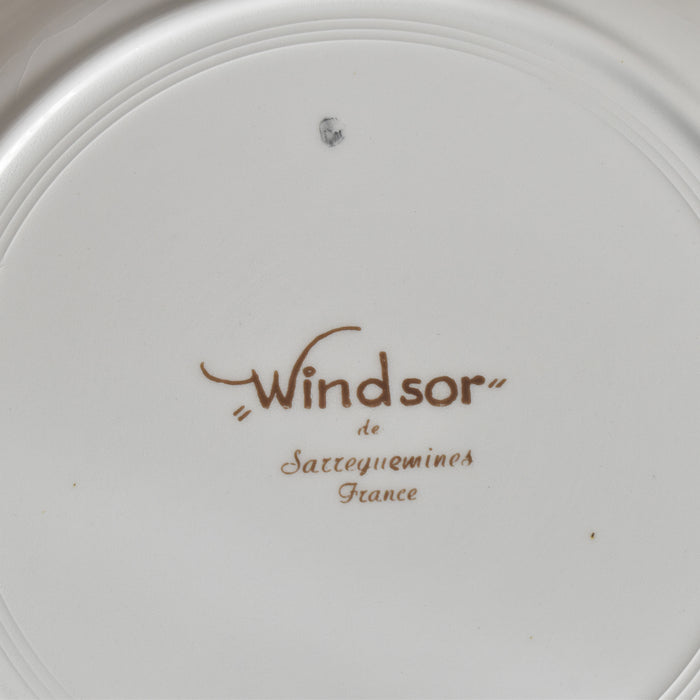 „Windsor"
de
Sarreguemines
France